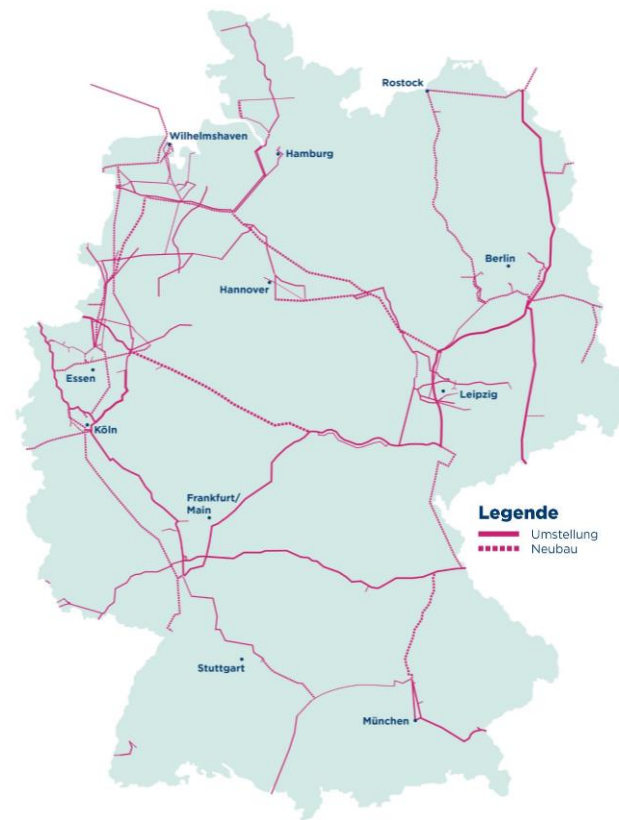 Rostock
Wilhelmshaven
Hamburg
Berlin
Hannover
Essen
Leipzig
Köln
Frankfurt/
Main
Legende
Umstellung
Neubau
Stuttgart
München